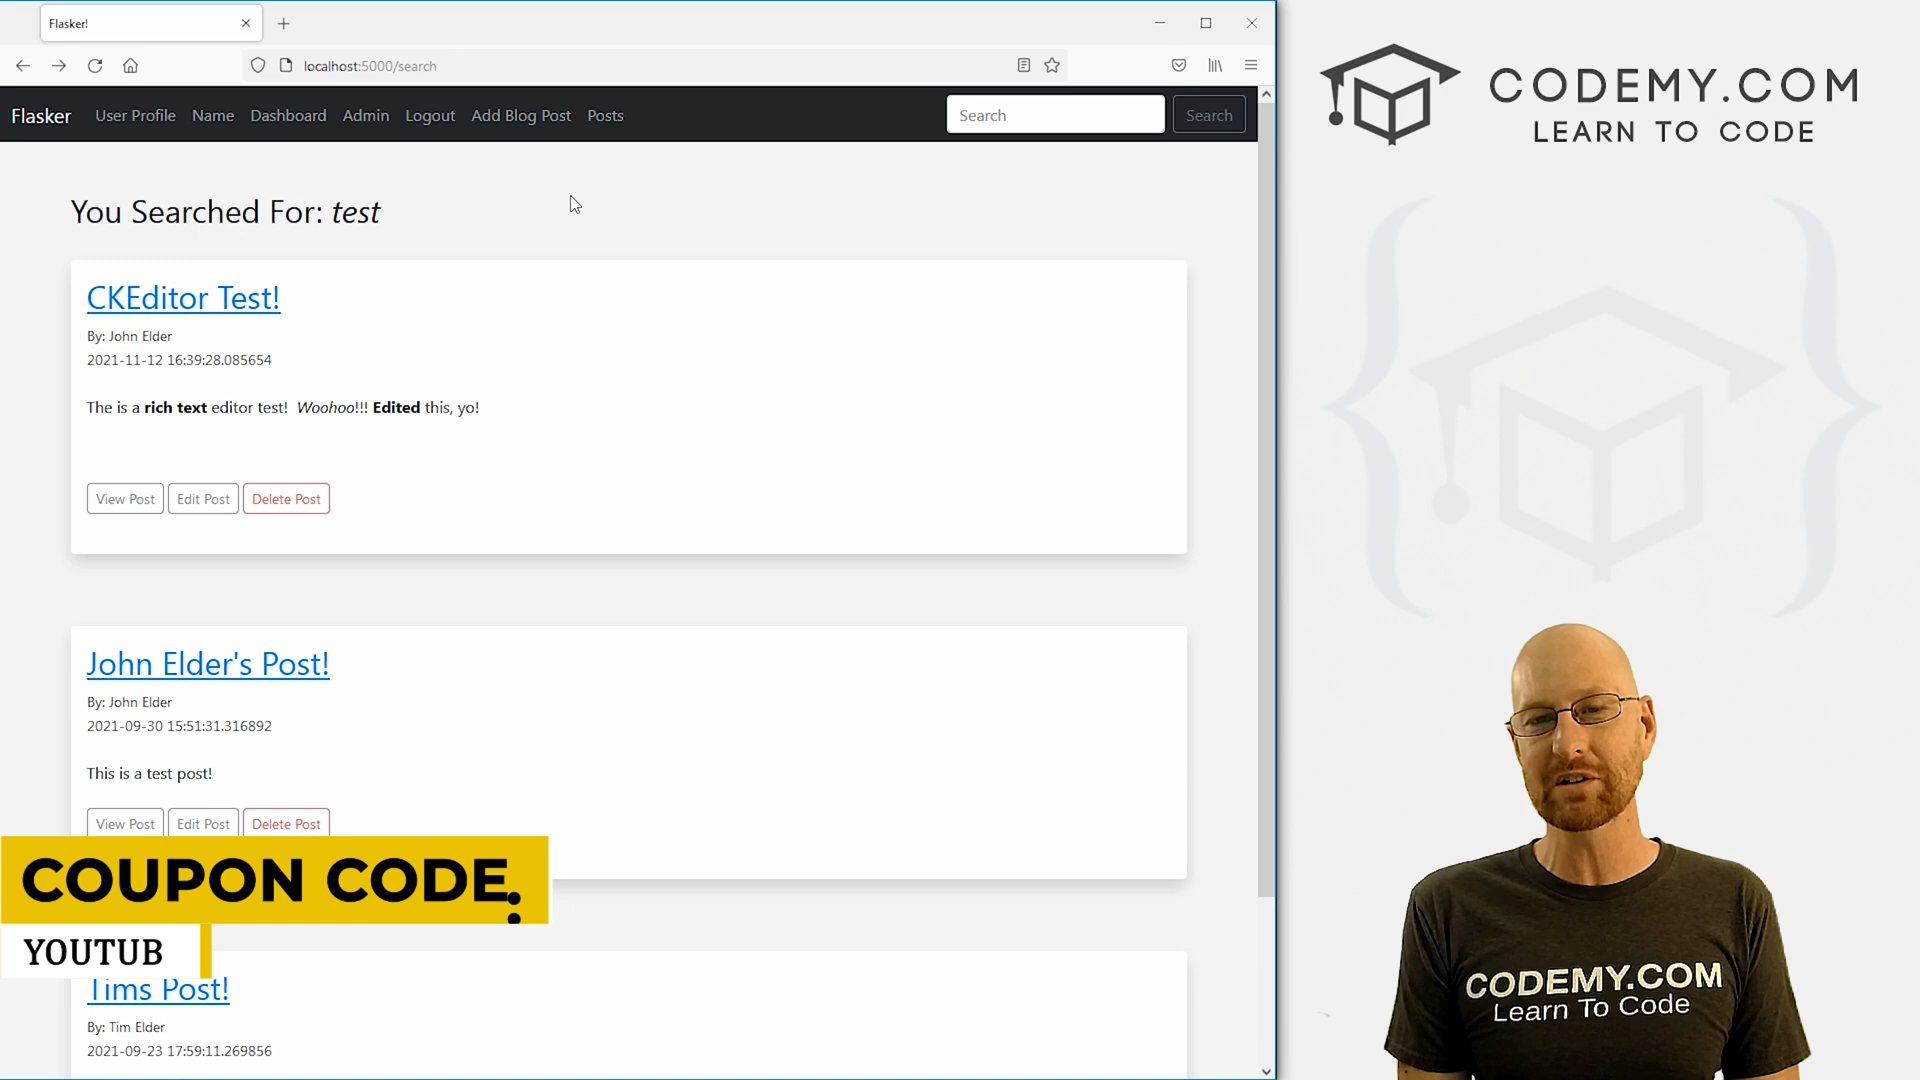 Flasker!
localhost:5000/search
Flasker User Profile Name Dashboard Admin Logout Add Blog Post Posts Search Search
You Searched For: test
CKEditor Test!
By: John Elder
2021-11-12 16:39:28.085654
The is a rich text editor test! Woohoo!!! Edited this, yo!
View Post Edit Post Delete Post
John Elder's Post!
By: John Elder
2021-09-30 15:51:31.316892
This is a test post!
View Post Edit Post Delete Post
COUPON CODE:
YOUTUB
Tims Post!
By: Tim Elder
2021-09-23 17:59:11.269856
CODEMY.COM
LEARN TO CODE
CODEMY.COM
Learn To Code